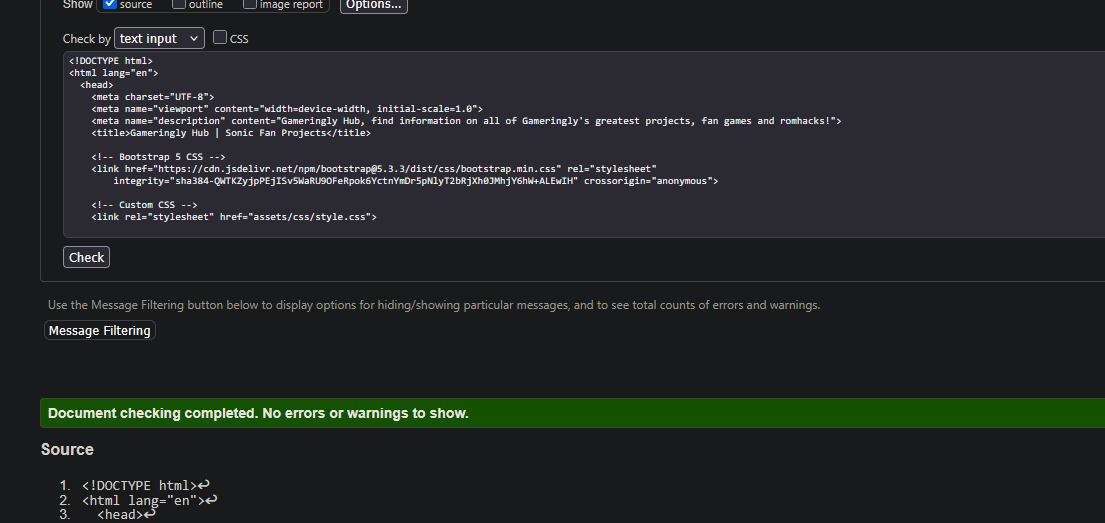 Show source outline image report Options...
Check by text input CSS
<!DOCTYPE html>
<html lang="en">
<head>
<meta charset="UTF-8">
<meta name="viewport" content="width=device-width, initial-scale=1.0">
<meta name="description" content="Gameringly Hub, find information on all of Gameringly's greatest projects, fan games and romhacks!">
<title>Gameringly Hub | Sonic Fan Projects</title>
<!-- Bootstrap 5 CSS -->
<link href="https://cdn.jsdelivr.net/npm/bootstrap@5.3.3/dist/css/bootstrap.min.css" rel="stylesheet"
integrity="sha384-QWTKZyjpPEjISv5WaRU9OFeRpok6YctnYmDr5pNlyT2bRjXh0JMhjY6hW+ALEwIH" crossorigin="anonymous">
<!-- Custom CSS -->
<link rel="stylesheet" href="assets/css/style.css">
Check
Use the Message Filtering button below to display options for hiding/showing particular messages, and to see total counts of errors and warnings.
Message Filtering
Document checking completed. No errors or warnings to show.
Source
1. <!DOCTYPE html>↩
2. <html lang="en">↩
3. <head>↩